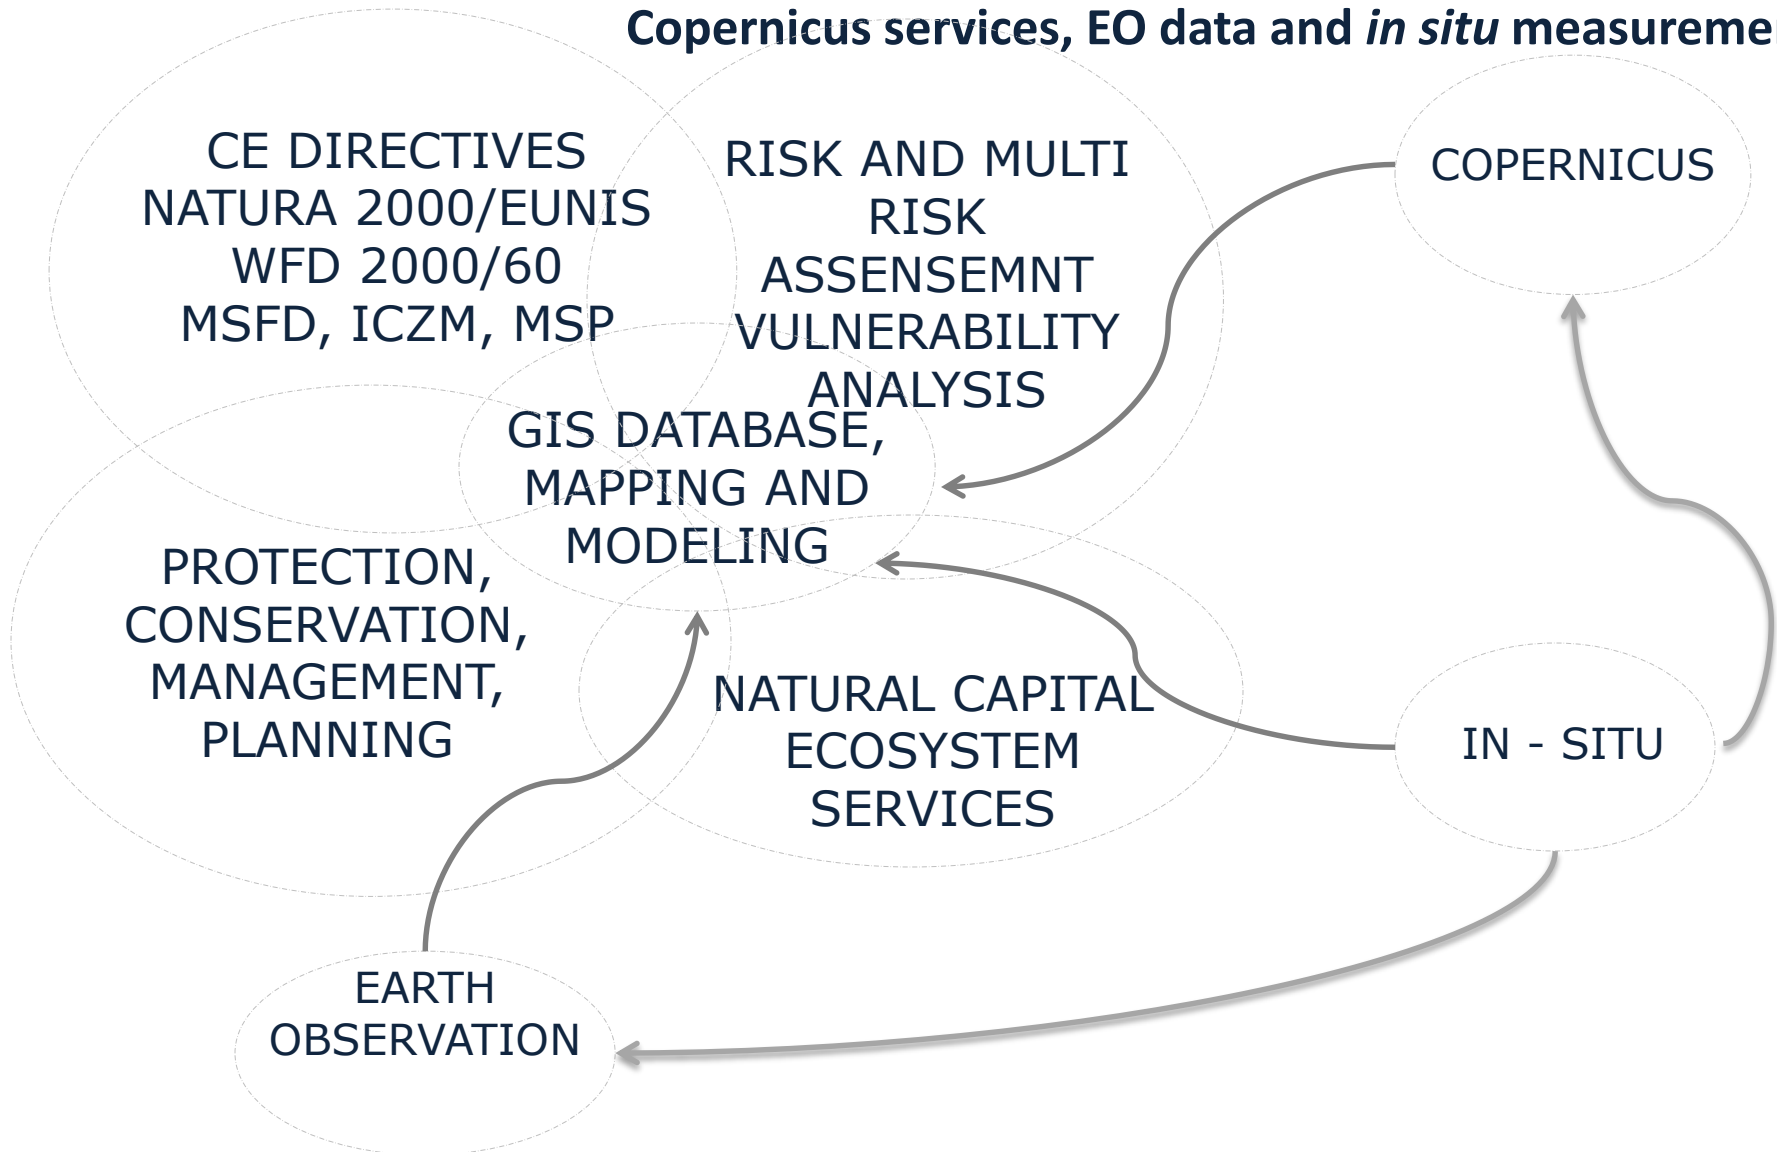 Copernicus services, EO data and in situ
CE DIRECTIVES
NATURA 2000/EUNIS
WFD 2000/60
MSFD, ICZM, MSP
RISK AND MULTI
RISK
ASSENSEMNT
VULNERABILITY
ANALYSIS
COPERNICUS
GIS DATABASE,
MAPPING AND
MODELING
PROTECTION,
CONSERVATION,
MANAGEMENT,
PLANNING
NATURAL CAPITAL
ECOSYSTEM
SERVICES
IN - SITU
EARTH
OBSERVATION